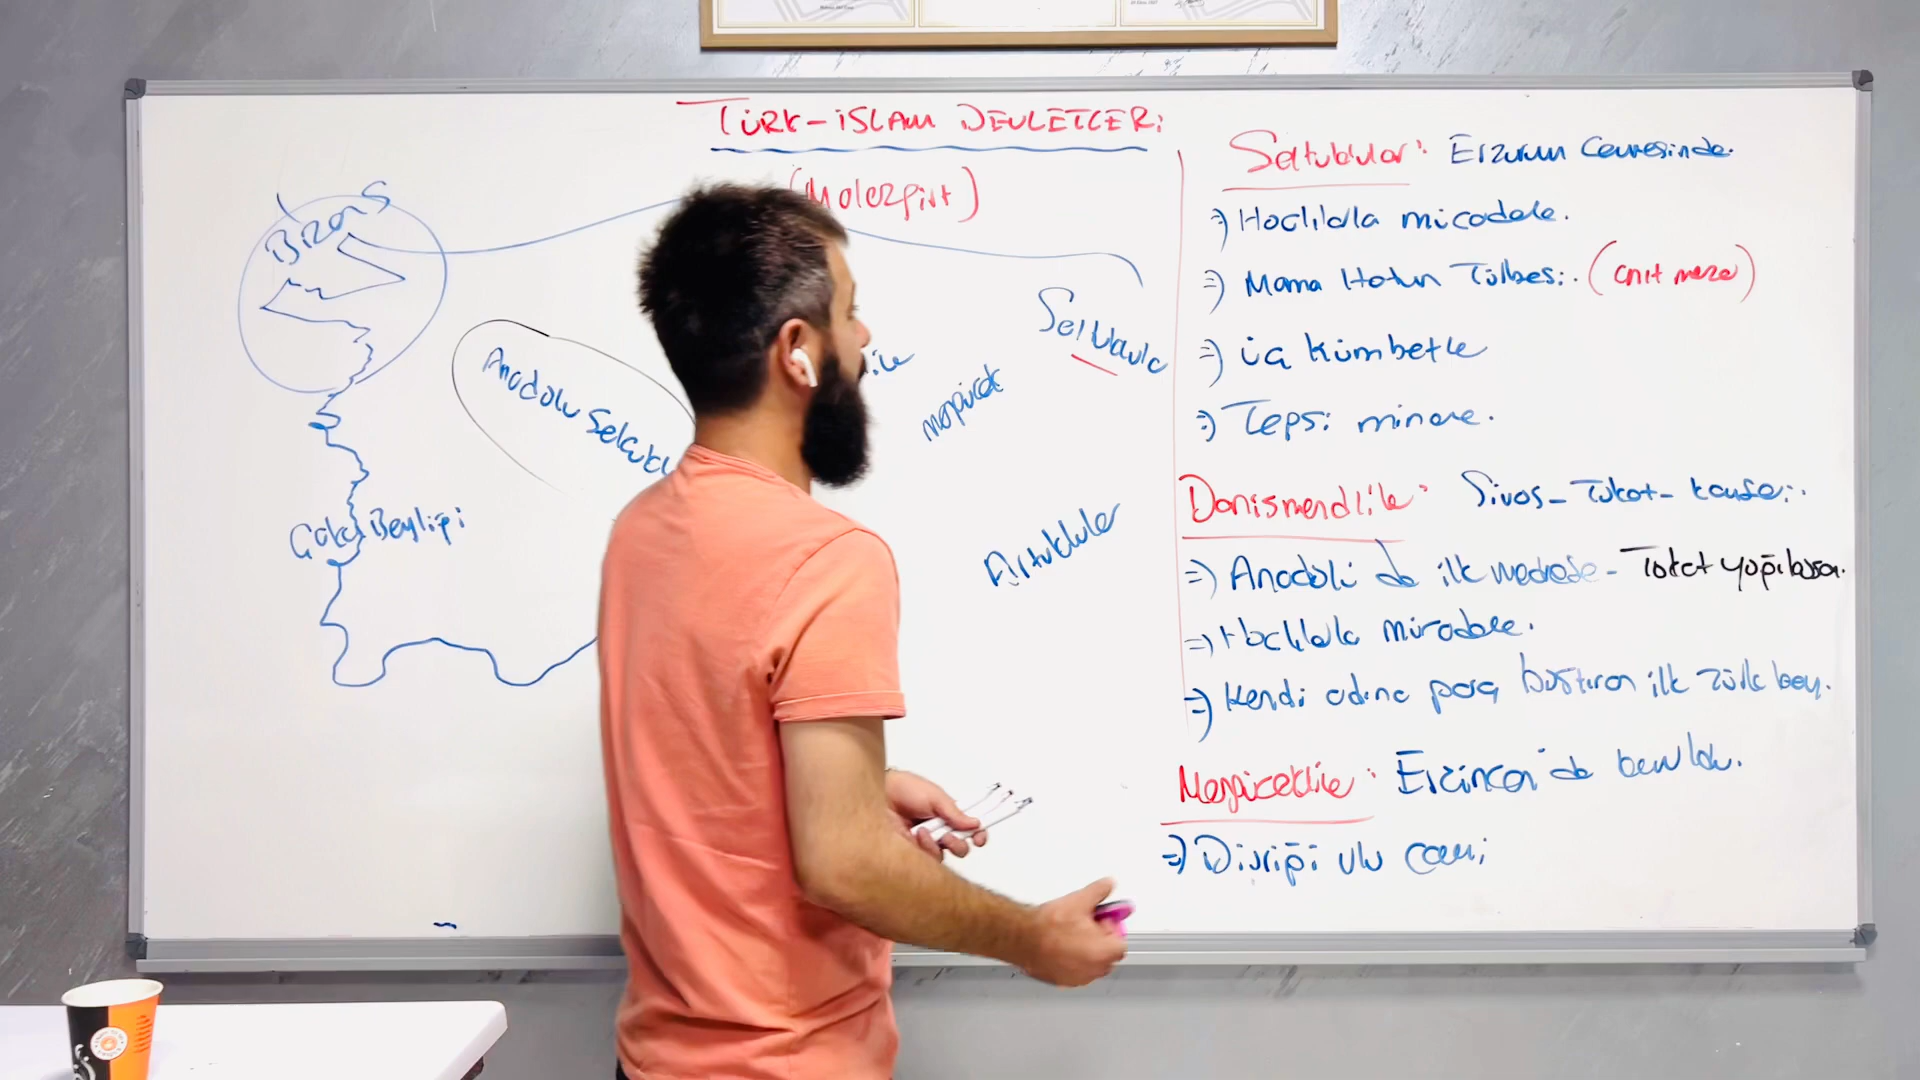 TÜRK-İSLAM DEVLETLERİ
(Malazgirt)
Bizans
Anadolu Selçuklu
Çaka Beyliği
Saltuklu
Artuklular
Saltuklular: Erzurum Çevresinde.
⇒ Haçlılarla mücadele.
⇒ Mama Hatun Türbesi. (anıt mezar)
⇒ üç Kümbetler
⇒ Tepsi minare.
Danişmendliler: Sivas-Tokat-Kayseri.
⇒ Anadolu da ilk medrese - Tokat yağıbasan.
⇒ Haçlılarla mücadele.
⇒ Kendi adına para bastıran ilk Türk bey.
Mengücekliler: Erzincan'da kuruldu.
⇒ Divriği ulu cami